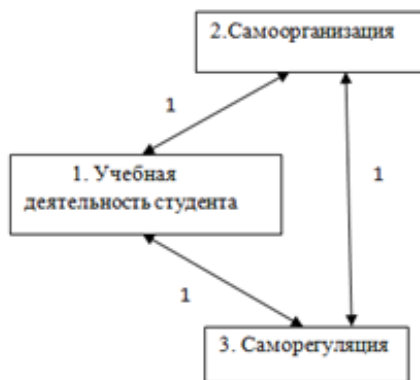 2.Самоорганизация
1
1. Учебная
деятельность студента
1
1
3. Саморегуляция